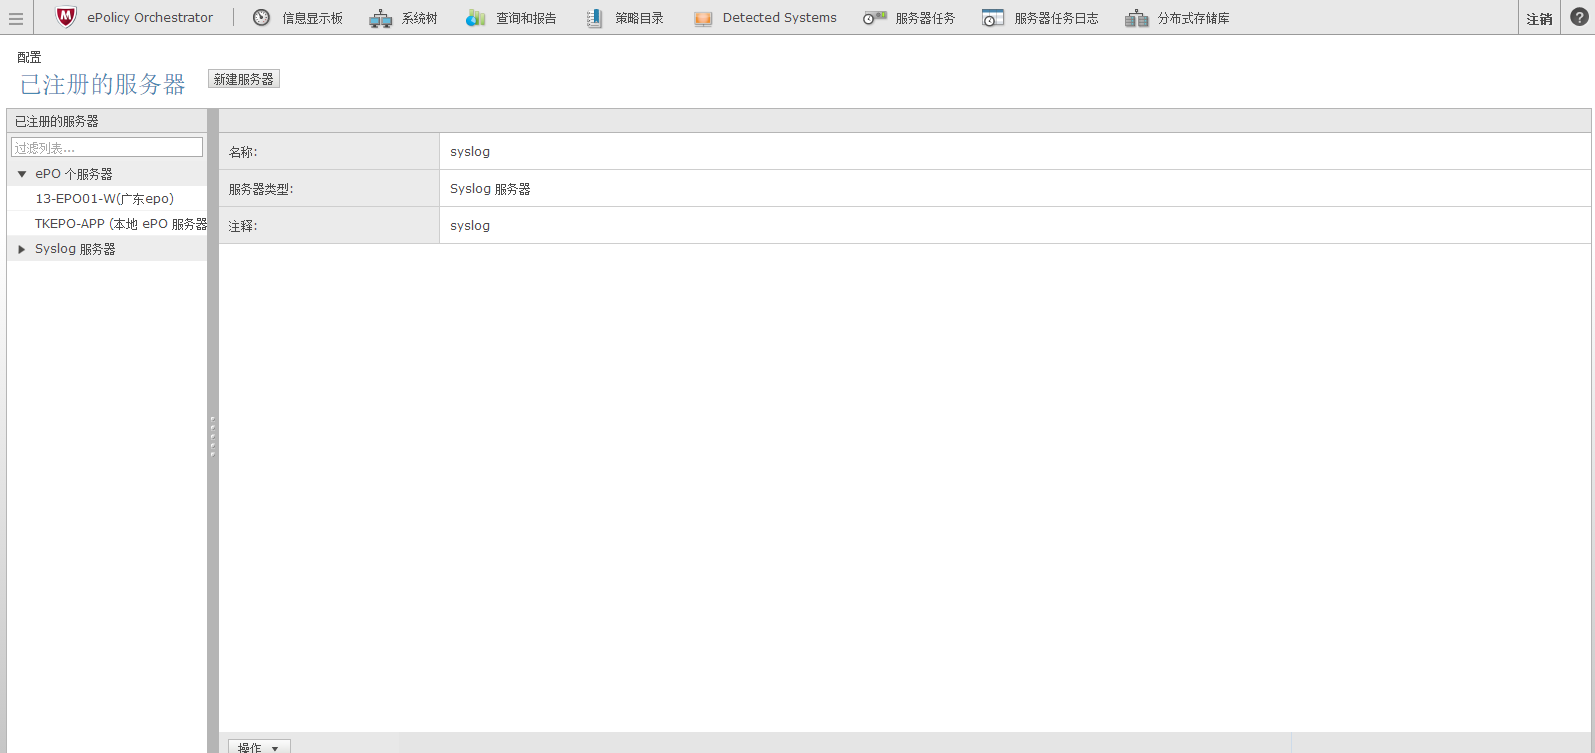 ePolicy Orchestrator 信息显示板 系统树 查询和报告 策略目录 Detected Systems 服务器任务 服务器任务日志 分布式存储库 注销 ?
配置
已注册的服务器 新建服务器
已注册的服务器
过滤列表...
ePO 个服务器
13-EPO01-W(广东epo)
TKEPO-APP (本地 ePO 服务器
Syslog 服务器
名称: syslog
服务器类型: Syslog 服务器
注释: syslog
操作